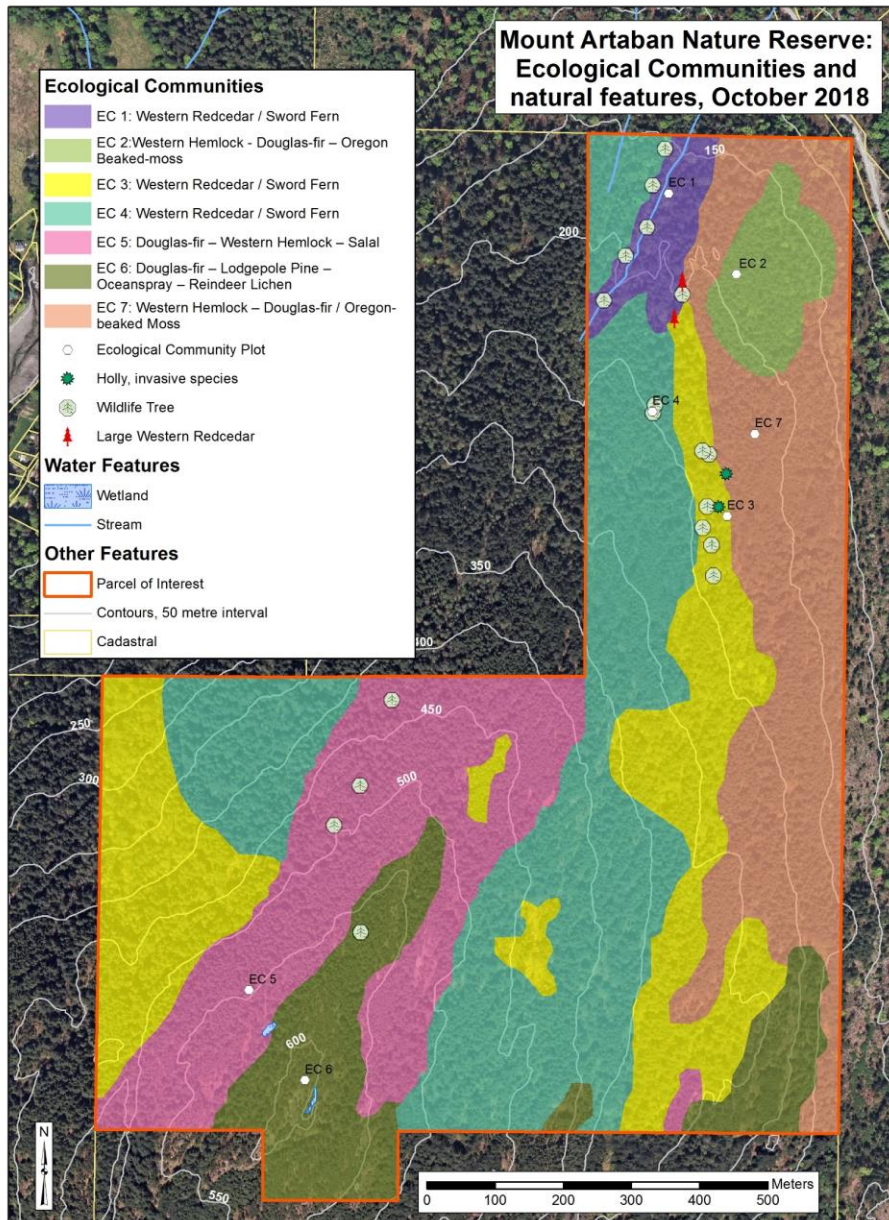 Mount Artaban Nature Reserve:
Ecological Communities and
natural features, October 2018
Ecological Communities
EC 1: Western Redcedar / Sword Fern
EC 2:Western Hemlock - Douglas-fir – Oregon
Beaked-moss
EC 3: Western Redcedar / Sword Fern
EC 4: Western Redcedar / Sword Fern
EC 5: Douglas-fir – Western Hemlock – Salal
EC 6: Douglas-fir – Lodgepole Pine –
Oceanspray – Reindeer Lichen
EC 7: Western Hemlock – Douglas-fir / Oregon-
beaked Moss
Ecological Community Plot
Holly, invasive species
Wildlife Tree
Large Western Redcedar
Water Features
Wetland
Stream
Other Features
Parcel of Interest
Contours, 50 metre interval
Cadastral
150
EC 1
200
EC 2
EC 4
EC 7
EC 3
350
400
450
250
500
300
EC 5
600
EC 6
550
N
Meters
0 100 200 300 400 500